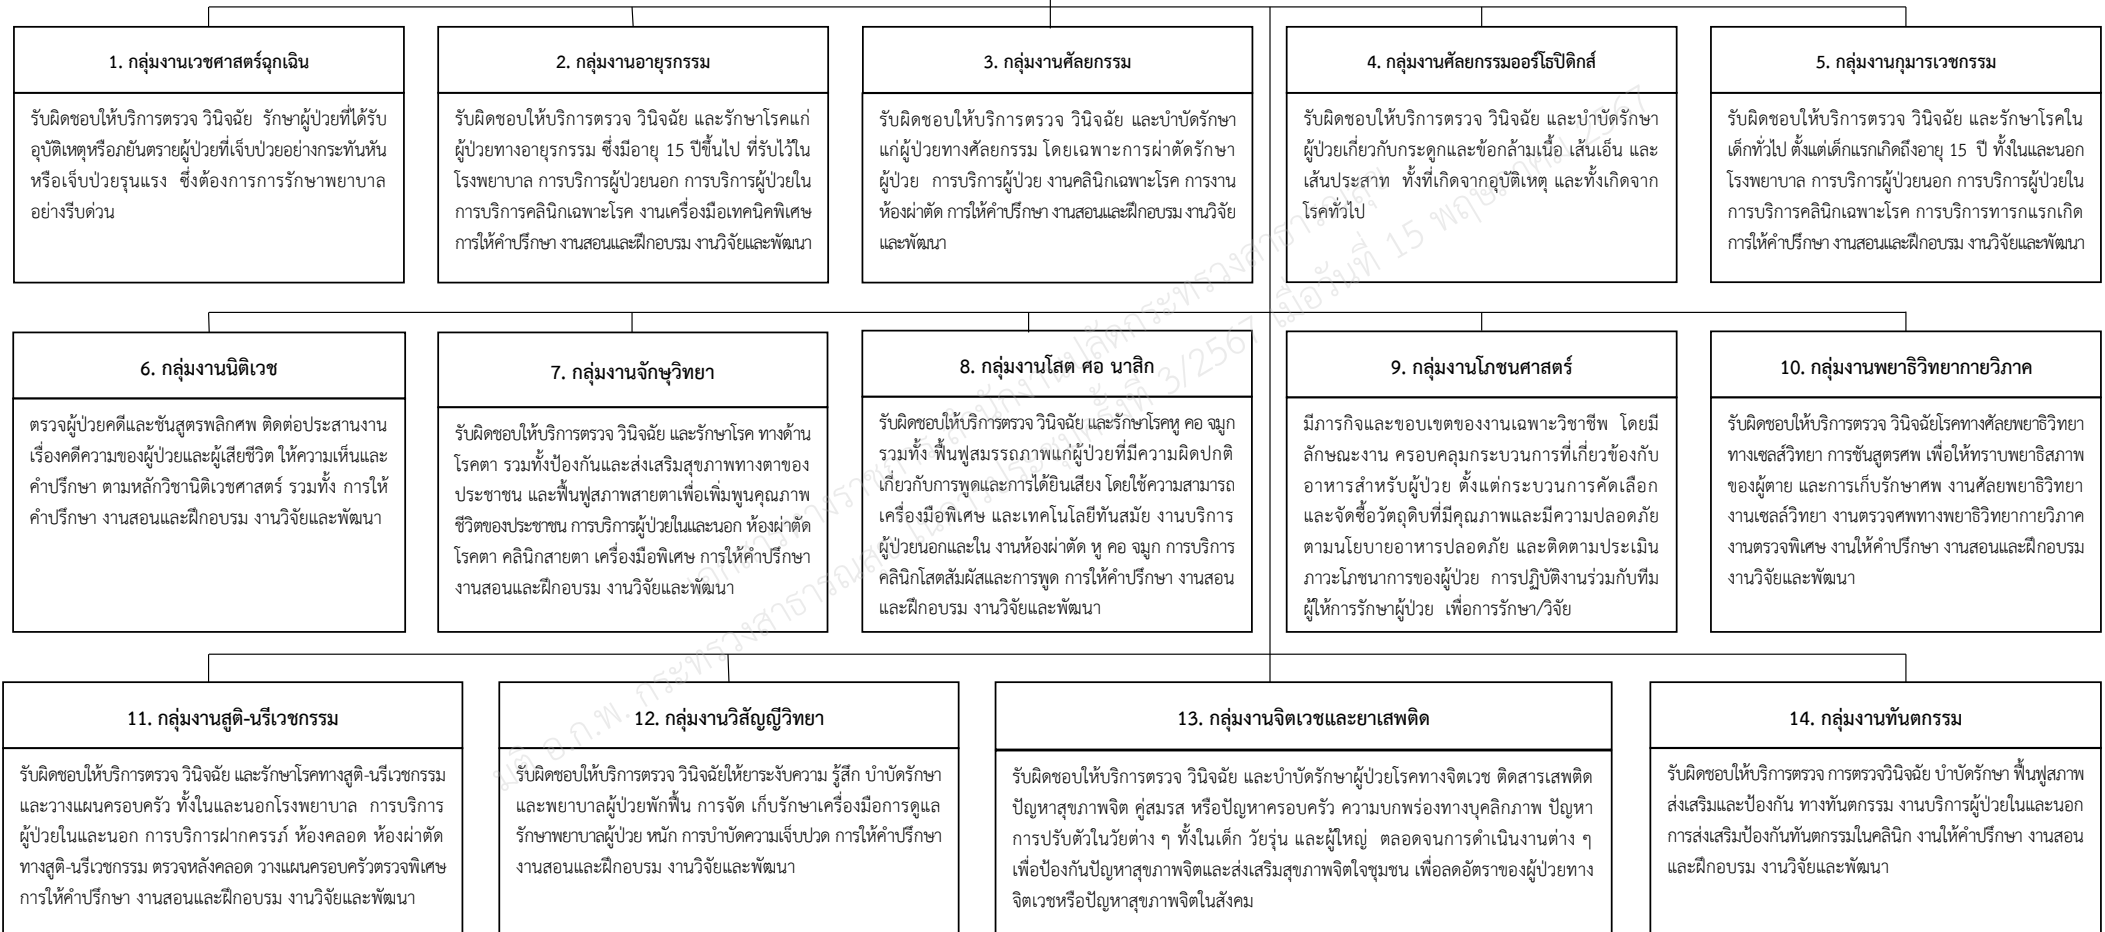 1. กลุ่มงานเวชศาสตร์ฉุกเฉิน
รับผิดชอบให้บริการตรวจ วินิจฉัย รักษาผู้ป่วยที่ได้รับ
อุบัติเหตุหรือภยันตรายผู้ป่วยที่เจ็บป่วยอย่างกระทันหัน
หรือเจ็บป่วยรุนแรง ซึ่งต้องการการรักษาพยาบาล
อย่างรีบด่วน
2. กลุ่มงานอายุรกรรม
รับผิดชอบให้บริการตรวจ วินิจฉัย และรักษาโรคแก่
ผู้ป่วยทางอายุรกรรม ซึ่งมีอายุ 15 ปีขึ้นไป ที่รับไว้ใน
โรงพยาบาล การบริการผู้ป่วยนอก การบริการผู้ป่วยใน
การบริการคลินิกเฉพาะโรค งานเครื่องมือเทคนิคพิเศษ
การให้คำปรึกษา งานสอนและฝึกอบรม งานวิจัยและพัฒนา
3. กลุ่มงานศัลยกรรม
รับผิดชอบให้บริการตรวจ วินิจฉัย และบำบัดรักษา
แก่ผู้ป่วยทางศัลยกรรม โดยเฉพาะการผ่าตัดรักษา
ผู้ป่วย การบริการผู้ป่วย งานคลินิกเฉพาะโรค การงาน
ห้องผ่าตัด การให้คำปรึกษา งานสอนและฝึกอบรม งานวิจัย
และพัฒนา
4. กลุ่มงานศัลยกรรมออร์โธปิดิกส์
รับผิดชอบให้บริการตรวจ วินิจฉัย และบำบัดรักษา
ผู้ป่วยเกี่ยวกับกระดูกและข้อกล้ามเนื้อ เส้นเอ็น และ
เส้นประสาท ทั้งที่เกิดจากอุบัติเหตุ และทั้งเกิดจาก
โรคทั่วไป
5. กลุ่มงานกุมารเวชกรรม
รับผิดชอบให้บริการตรวจ วินิจฉัย และรักษาโรคใน
เด็กทั่วไป ตั้งแต่เด็กแรกเกิดถึงอายุ 15 ปี ทั้งในและนอก
โรงพยาบาล การบริการผู้ป่วยนอก การบริการผู้ป่วยใน
การบริการคลินิกเฉพาะโรค การบริการทารกแรกเกิด
การให้คำปรึกษา งานสอนและฝึกอบรม งานวิจัยและพัฒนา
6. กลุ่มงานนิติเวช
ตรวจผู้ป่วยคดีและชันสูตรพลิกศพ ติดต่อประสานงาน
เรื่องคดีความของผู้ป่วยและผู้เสียชีวิต ให้ความเห็นและ
คำปรึกษา ตามหลักวิชานิติเวชศาสตร์ รวมทั้ง การให้
คำปรึกษา งานสอนและฝึกอบรม งานวิจัยและพัฒนา
7. กลุ่มงานจักษุวิทยา
รับผิดชอบให้บริการตรวจ วินิจฉัย และรักษาโรค ทางด้าน
โรคตา รวมทั้งป้องกันและส่งเสริมสุขภาพทางตาของ
ประชาชน และฟื้นฟูสภาพสายตาเพื่อเพิ่มพูนคุณภาพ
ชีวิตของประชาชน การบริการผู้ป่วยในและนอก ห้องผ่าตัด
โรคตา คลินิกสายตา เครื่องมือพิเศษ การให้คำปรึกษา
งานสอนและฝึกอบรม งานวิจัยและพัฒนา
8. กลุ่มงานโสต ศอ นาสิก
รับผิดชอบให้บริการตรวจ วินิจฉัย และรักษาโรคหู คอ จมูก
รวมทั้ง ฟื้นฟูสมรรถภาพแก่ผู้ป่วยที่มีความผิดปกติ
เกี่ยวกับการพูดและการได้ยินเสียง โดยใช้ความสามารถ
เครื่องมือพิเศษ และเทคโนโลยีทันสมัย งานบริการ
ผู้ป่วยนอกและใน งานห้องผ่าตัด หู คอ จมูก การบริการ
คลินิกโสตสัมผัสและการพูด การให้คำปรึกษา งานสอน
และฝึกอบรม งานวิจัยและพัฒนา
9. กลุ่มงานโภชนศาสตร์
มีภารกิจและขอบเขตของงานเฉพาะวิชาชีพ โดยมี
ลักษณะงาน ครอบคลุมกระบวนการที่เกี่ยวข้องกับ
อาหารสำหรับผู้ป่วย ตั้งแต่กระบวนการคัดเลือก
และจัดซื้อวัตถุดิบที่มีคุณภาพและมีความปลอดภัย
ตามนโยบายอาหารปลอดภัย และติดตามประเมิน
ภาวะโภชนาการของผู้ป่วย การปฏิบัติงานร่วมกับทีม
ผู้ให้การรักษาผู้ป่วย เพื่อการรักษา/วิจัย
10. กลุ่มงานพยาธิวิทยากายวิภาค
รับผิดชอบให้บริการตรวจ วินิจฉัยโรคทางศัลยพยาธิวิทยา
ทางเซลส์วิทยา การชันสูตรศพ เพื่อให้ทราบพยาธิสภาพ
ของผู้ตาย และการเก็บรักษาศพ งานศัลยพยาธิวิทยา
งานเซลล์วิทยา งานตรวจศพทางพยาธิวิทยากายวิภาค
งานตรวจพิเศษ งานให้คำปรึกษา งานสอนและฝึกอบรม
งานวิจัยและพัฒนา
11. กลุ่มงานสูติ-นรีเวชกรรม
รับผิดชอบให้บริการตรวจ วินิจฉัย และรักษาโรคทางสูติ-นรีเวชกรรม
และวางแผนครอบครัว ทั้งในและนอกโรงพยาบาล การบริการ
ผู้ป่วยในและนอก การบริการฝากครรภ์ ห้องคลอด ห้องผ่าตัด
ทางสูติ-นรีเวชกรรม ตรวจหลังคลอด วางแผนครอบครัวตรวจพิเศษ
การให้คำปรึกษา งานสอนและฝึกอบรม งานวิจัยและพัฒนา
12. กลุ่มงานวิสัญญีวิทยา
รับผิดชอบให้บริการตรวจ วินิจฉัยให้ยาระงับความ รู้สึก บำบัดรักษา
และพยาบาลผู้ป่วยพักฟื้น การจัด เก็บรักษาเครื่องมือการดูแล
รักษาพยาบาลผู้ป่วย หนัก การบำบัดความเจ็บปวด การให้คำปรึกษา
งานสอนและฝึกอบรม งานวิจัยและพัฒนา
13. กลุ่มงานจิตเวชและยาเสพติด
รับผิดชอบให้บริการตรวจ วินิจฉัย และบำบัดรักษาผู้ป่วยโรคทางจิตเวช ติดสารเสพติด
ปัญหาสุขภาพจิต คู่สมรส หรือปัญหาครอบครัว ความบกพร่องทางบุคลิกภาพ ปัญหา
การปรับตัวในวัยต่าง ๆ ทั้งในเด็ก วัยรุ่น และผู้ใหญ่ ตลอดจนการดำเนินงานต่าง ๆ
เพื่อป้องกันปัญหาสุขภาพจิตและส่งเสริมสุขภาพจิตใจชุมชน เพื่อลดอัตราของผู้ป่วยทาง
จิตเวชหรือปัญหาสุขภาพจิตในสังคม
14. กลุ่มงานทันตกรรม
รับผิดชอบให้บริการตรวจ การตรวจวินิจฉัย บำบัดรักษา ฟื้นฟูสภาพ
ส่งเสริมและป้องกัน ทางทันตกรรม งานบริการผู้ป่วยในและนอก
การส่งเสริมป้องกันทันตกรรมในคลินิก งานให้คำปรึกษา งานสอน
และฝึกอบรม งานวิจัยและพัฒนา